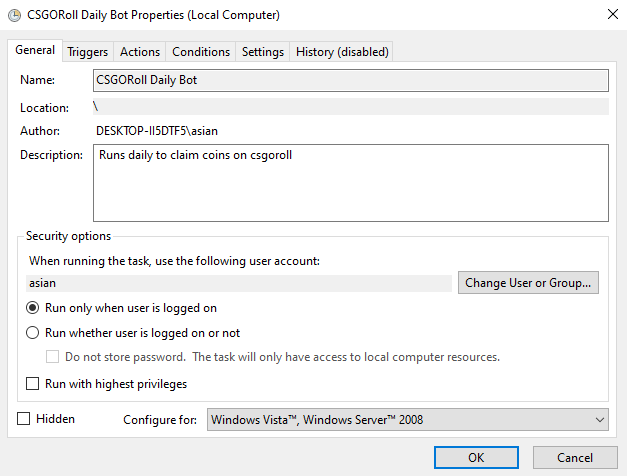 CSGORoll Daily Bot Properties (Local Computer)
General Triggers Actions Conditions Settings History (disabled)
Name: CSGORoll Daily Bot
Location: \
Author: DESKTOP-II5DTF5\asian
Description: Runs daily to claim coins on csgoroll
Security options
When running the task, use the following user account:
asian Change User or Group...
Run only when user is logged on
Run whether user is logged on or not
Do not store password. The task will only have access to local computer resources.
Run with highest privileges
Hidden Configure for: Windows Vista™, Windows Server™ 2008
OK Cancel